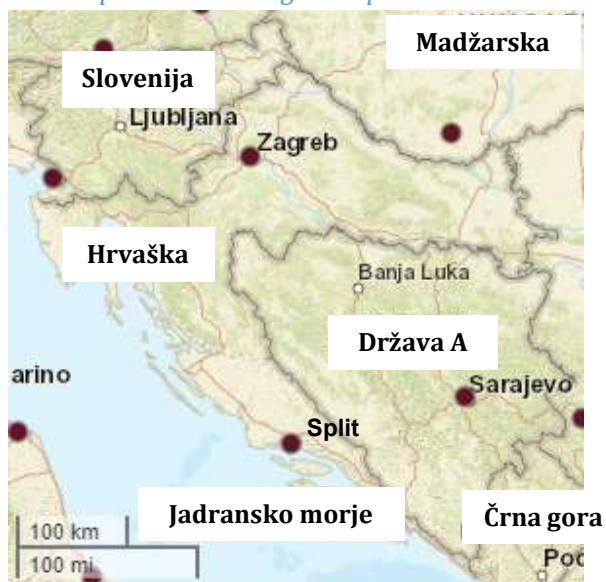 Madžarska
Slovenija
Ljubljana
Zagreb
Hrvaška
Banja Luka
Država A
arino
Sarajevo
Split
Jadransko morje
Črna gora
100 km
100 mi
Pod